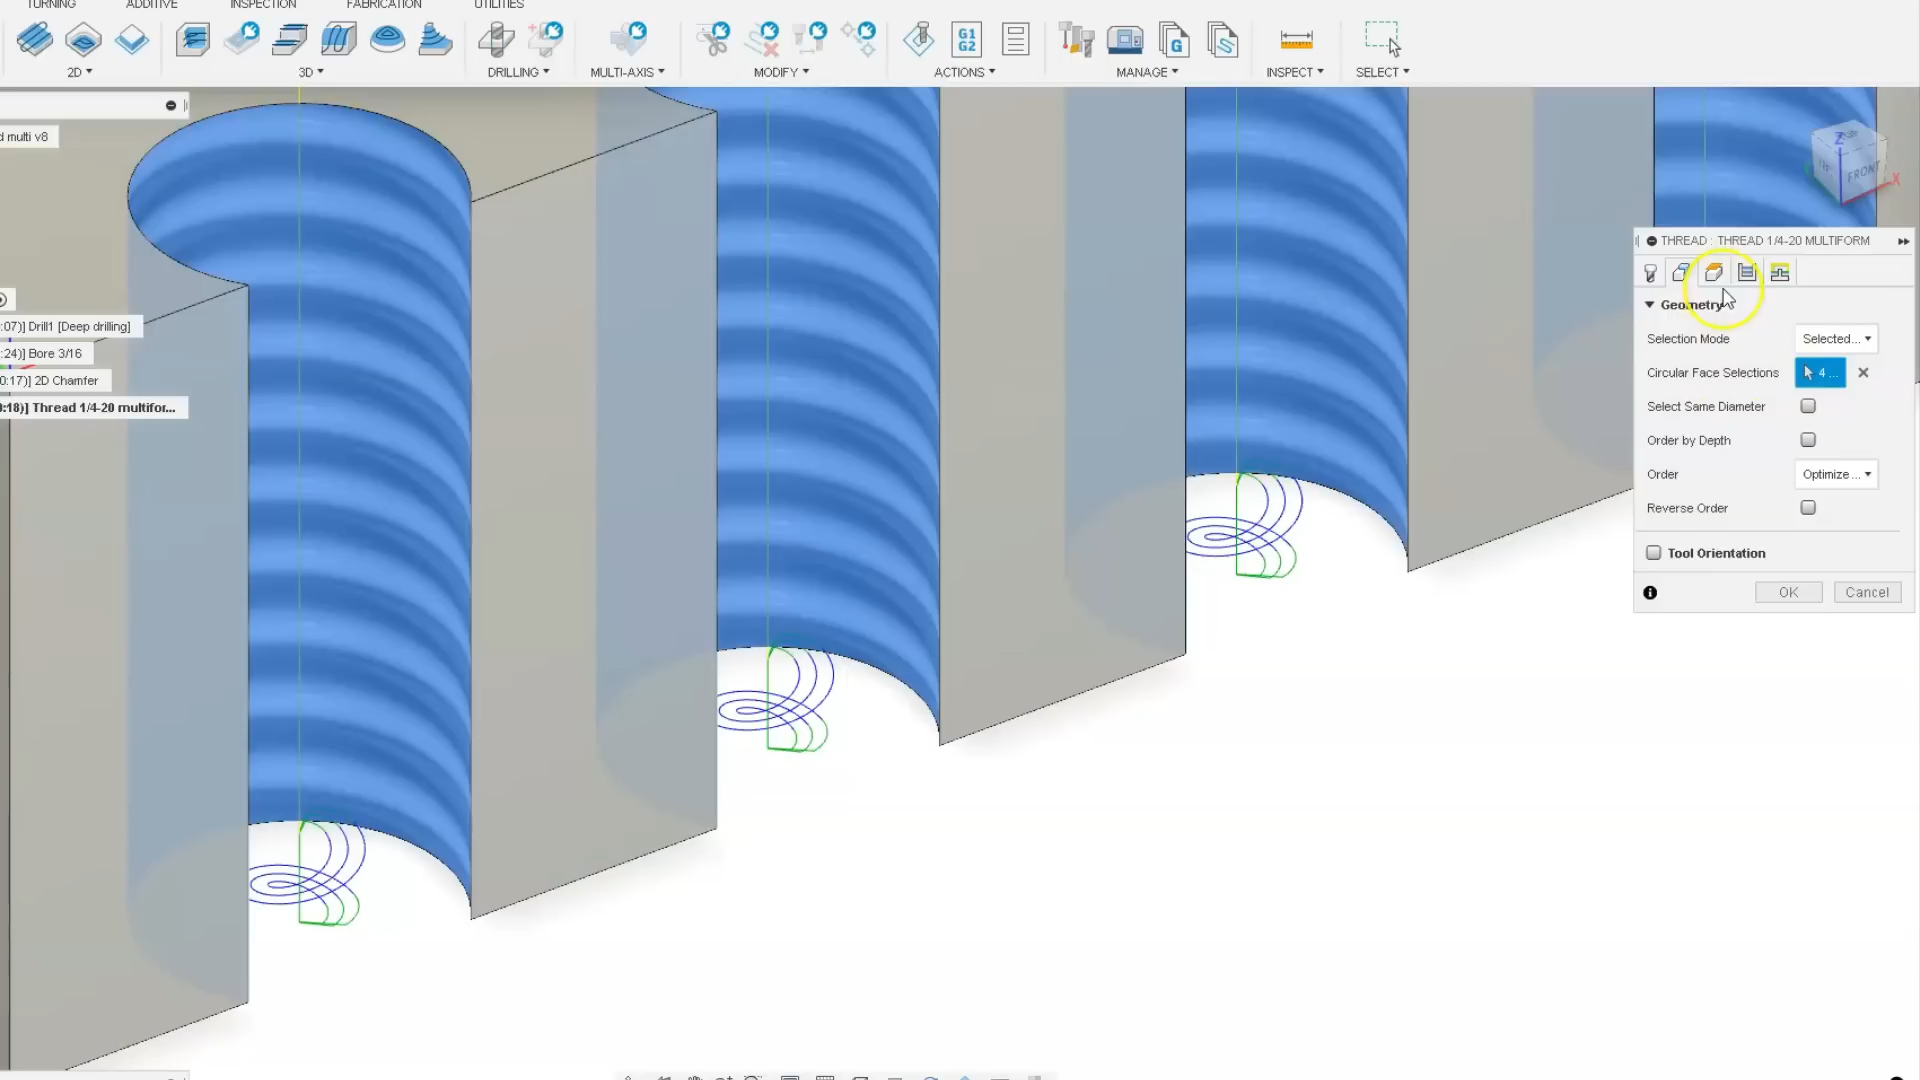 TURNING ADDITIVE INSPECTION FABRICATION UTILITIES
G1
G2
G
2D 3D DRILLING MULTI-AXIS MODIFY ACTIONS MANAGE INSPECT SELECT
d multi v8
Z
FRONT
X
THREAD : THREAD 1/4-20 MULTIFORM
Geometry
Selection Mode Selected...
Circular Face Selections 4 ...
Select Same Diameter
Order by Depth
Order Optimize ...
Reverse Order
Tool Orientation
OK Cancel
:07)] Drill1 [Deep drilling]
:24)] Bore 3/16
0:17)] 2D Chamfer
0:18)] Thread 1/4-20 multifor...